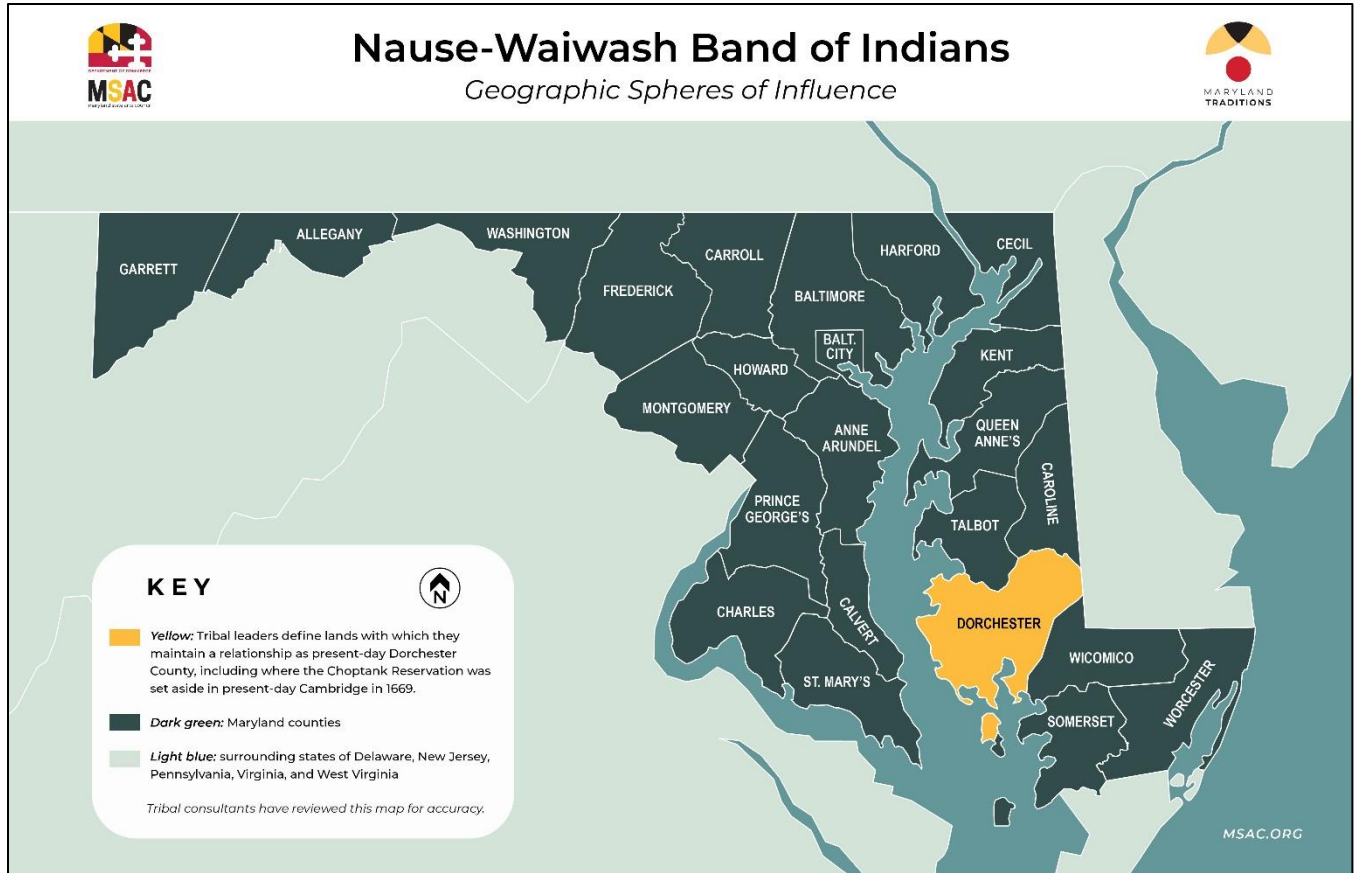 Nause-Waiwash Band of Indians
Geographic Spheres of Influence
DEPARTMENT OF COMMERCE
MSAC
MARYLAND
TRADITIONS
GARRETT
ALLEGANY
WASHINGTON
FREDERICK
CARROLL
BALTIMORE
HARFORD
CECIL
BALT.
CITY
KENT
HOWARD
MONTGOMERY
ANNE
ARUNDEL
QUEEN
ANNE'S
CAROLINE
PRINCE
GEORGE'S
TALBOT
CHARLES
CALVERT
DORCHESTER
WICOMICO
ST. MARY'S
SOMERSET
WORCESTER
KEY
N
Yellow: Tribal leaders define lands with which they
maintain a relationship as present-day Dorchester
County, including where the Choptank Reservation was
set aside in present-day Cambridge in 1669.
Dark green: Maryland counties
Light blue: surrounding states of Delaware, New Jersey,
Pennsylvania, Virginia, and West Virginia
Tribal consultants have reviewed this map for accuracy.
MSAC.ORG